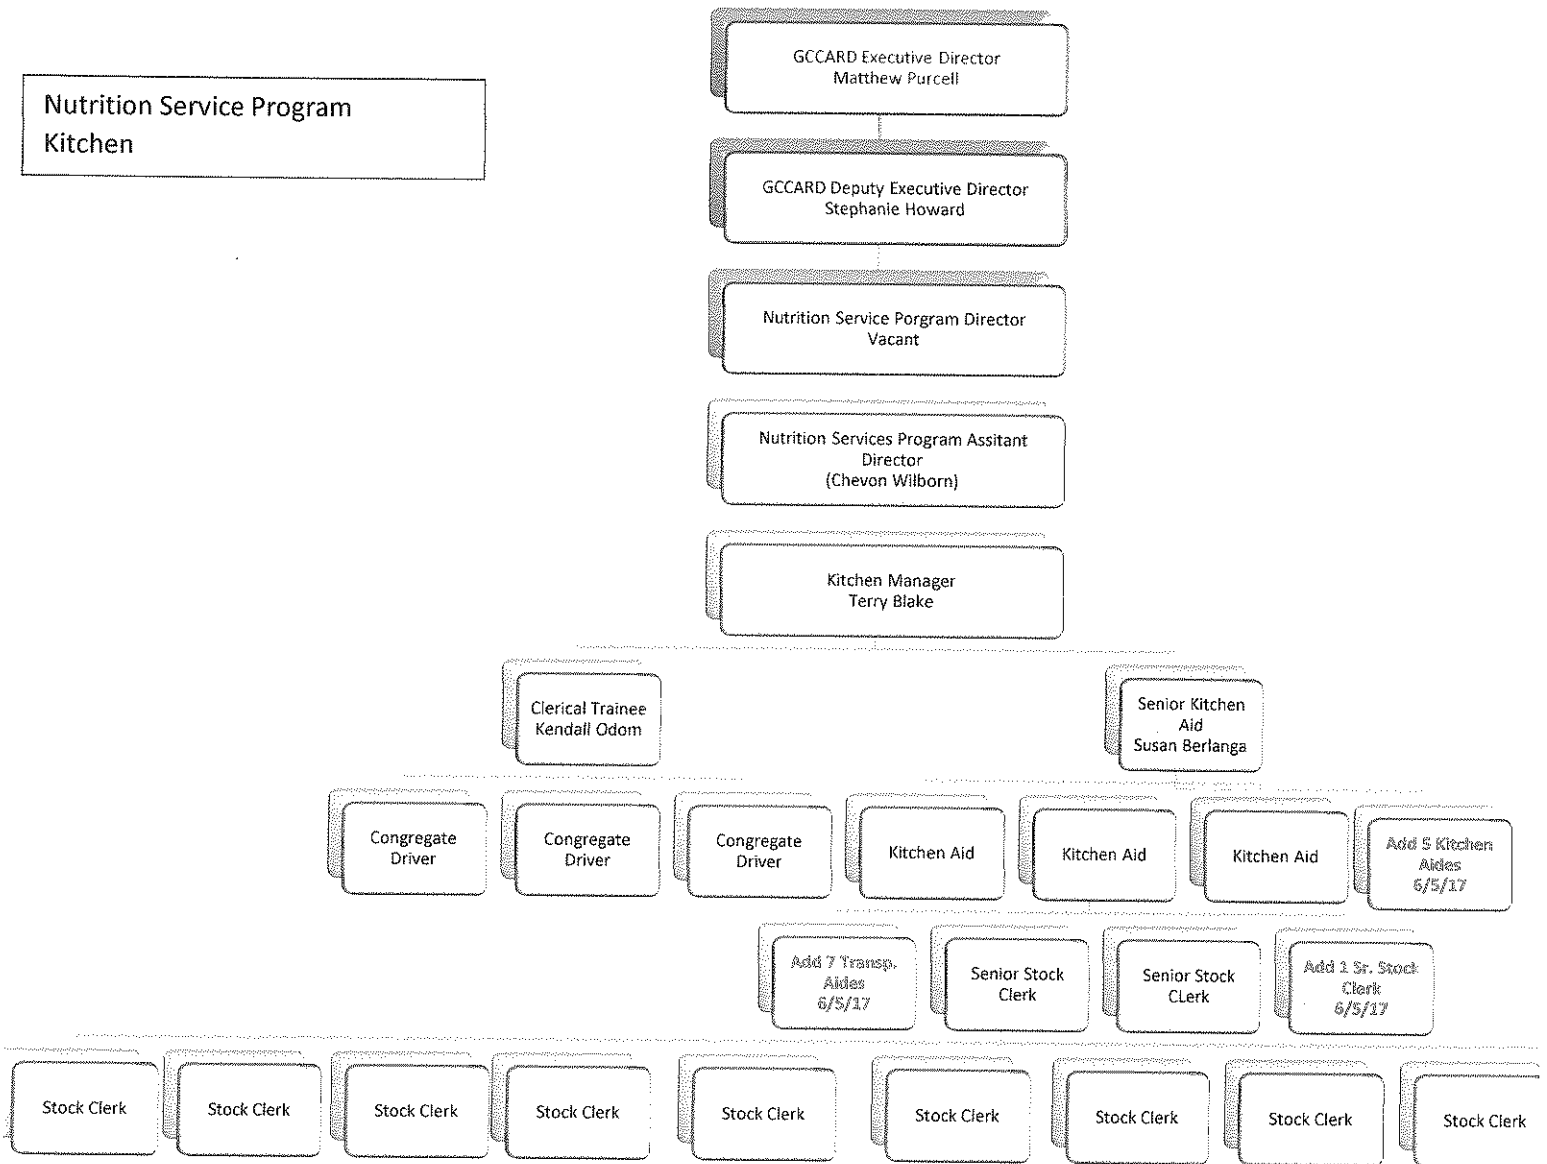 Nutrition Service Program
Kitchen
GCCARD Executive Director
Matthew Purcell
GCCARD Deputy Executive Director
Stephanie Howard
Nutrition Service Porgram Director
Vacant
Nutrition Services Program Assitant
Director
(Chevon Wilborn)
Kitchen Manager
Terry Blake
Clerical Trainee
Kendall Odom
Senior Kitchen
Aid
Susan Berlanga
Congregate
Driver
Congregate
Driver
Congregate
Driver
Kitchen Aid
Kitchen Aid
Kitchen Aid
Add 5 Kitchen
Aides
6/5/17
Add 7 Transp.
Aides
6/5/17
Senior Stock
Clerk
Senior Stock
CLerk
Add 1 Sr. Stock
Clerk
6/5/17
Stock Clerk
Stock Clerk
Stock Clerk
Stock Clerk
Stock Clerk
Stock Clerk
Stock Clerk
Stock Clerk
Stock Clerk